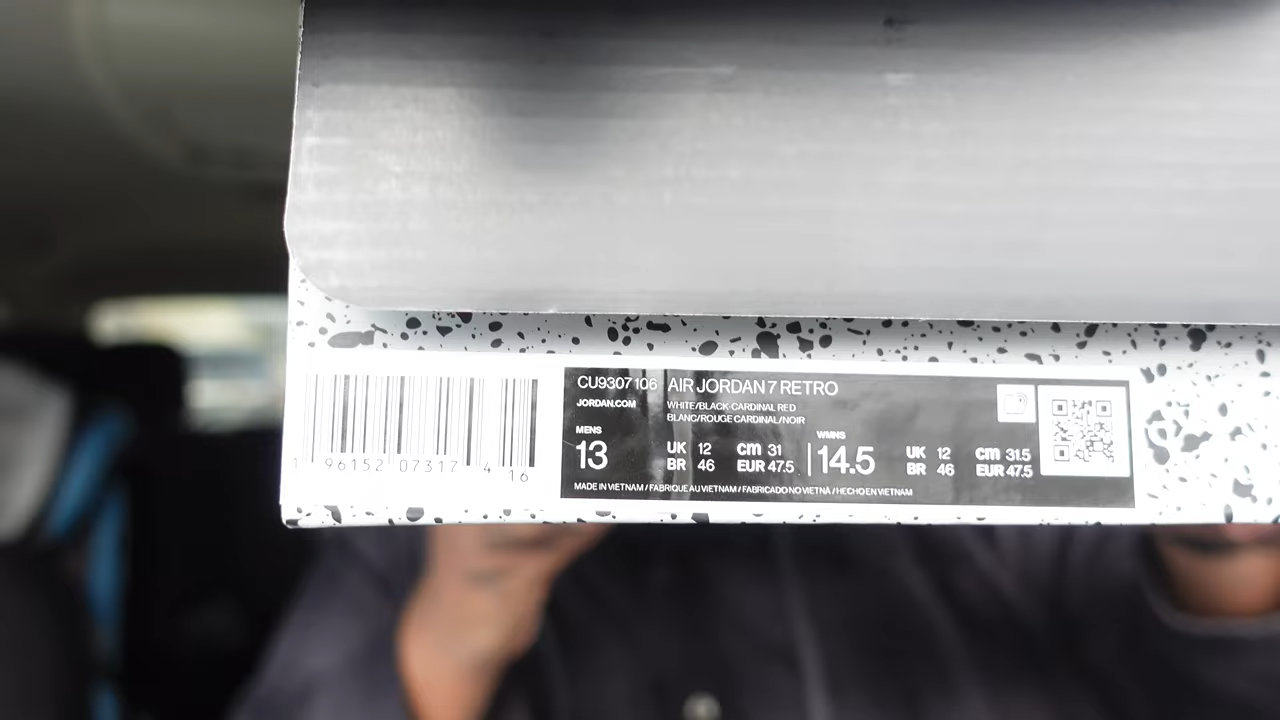 CU9307 106 AIR JORDAN 7 RETRO
JORDAN.COM WHITE/BLACK-CARDINAL RED
BLANC/ROUGE CARDINAL/NOIR
MENS WMNS
13 UK 12 cm 31 14.5 UK 12 cm 31.5
BR 46 EUR 47.5 BR 46 EUR 47.5
MADE IN VIETNAM / FABRIQUE AU VIETNAM / FABRICADO NO VIETNÃ / HECHO EN VIETNAM
1 96152 07317 4
16